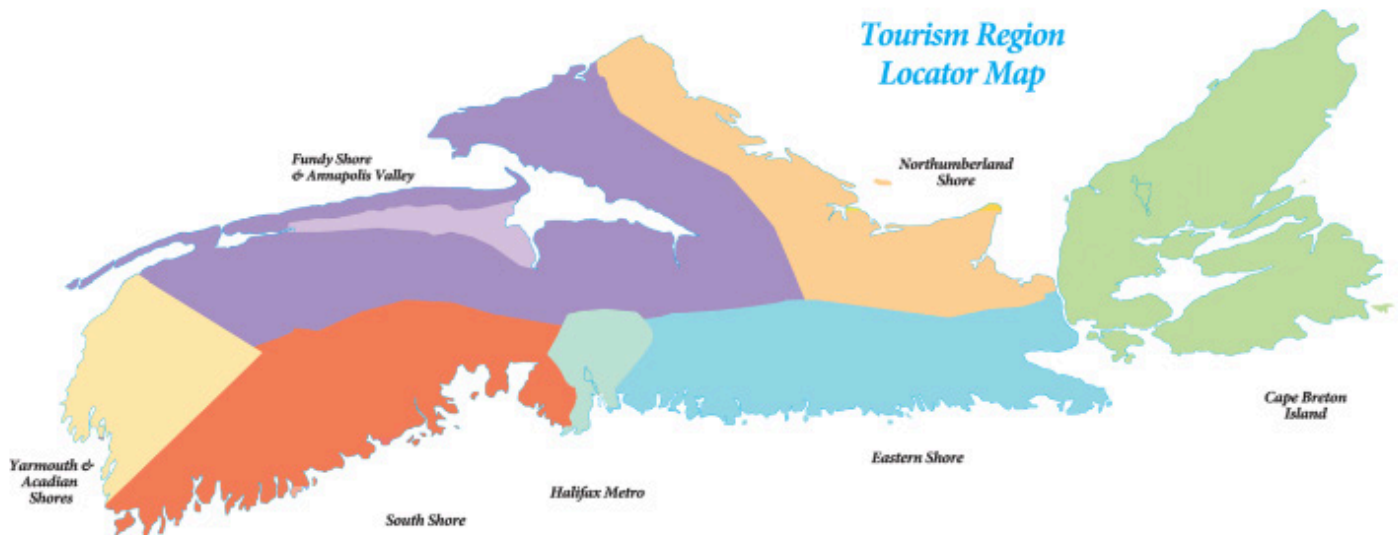 Tourism Region
Locator Map
Fundy Shore
& Annapolis Valley
Northumberland
Shore
Cape Breton
Island
Yarmouth &
Acadian
Shores
Eastern Shore
Halifax Metro
South Shore